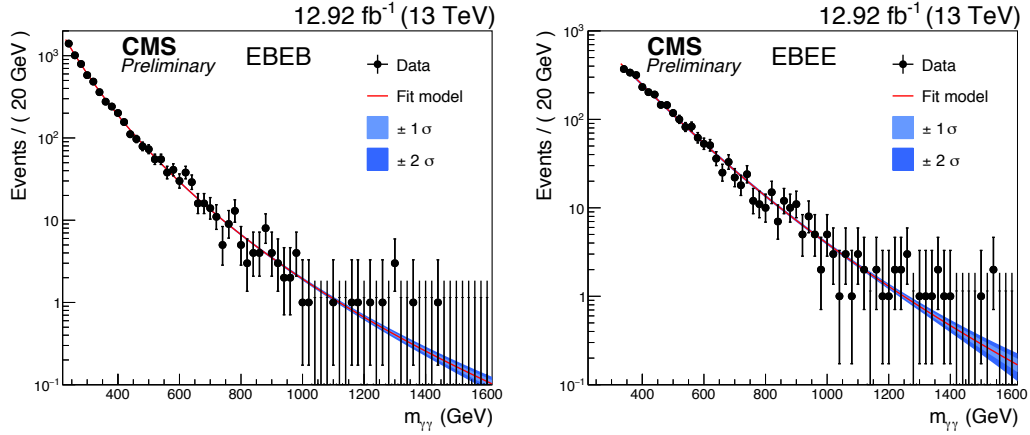 12.92 fb⁻¹ (13 TeV)
CMS
Preliminary
EBEB
Data
Fit model
± 1 σ
± 2 σ
Events / ( 20 GeV )
10³
10²
10
1
10⁻¹
400 600 800 1000 1200 1400 1600
mγγ (GeV)
12.92 fb⁻¹ (13 TeV)
CMS
Preliminary
EBEE
Data
Fit model
± 1 σ
± 2 σ
Events / ( 20 GeV )
10³
10²
10
1
10⁻¹
400 600 800 1000 1200 1400 1600
mγγ (GeV)